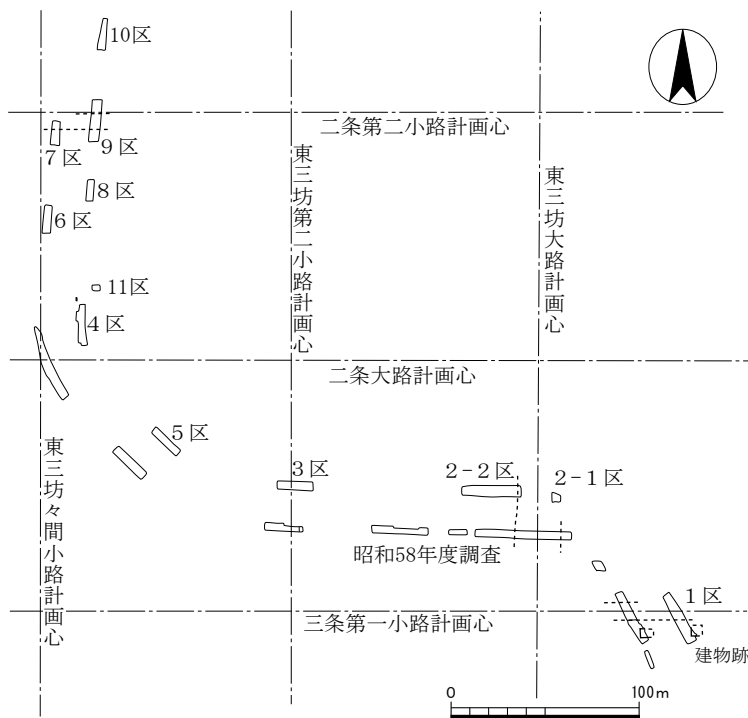 10区
二条第二小路計画心
7区
9区
東三坊第二小路計画心
東三坊大路計画心
8区
6区
11区
4区
二条大路計画心
5区
東三坊々間小路計画心
3区
2-2区
2-1区
昭和58年度調査
1区
三条第一小路計画心
建物跡
0
100m